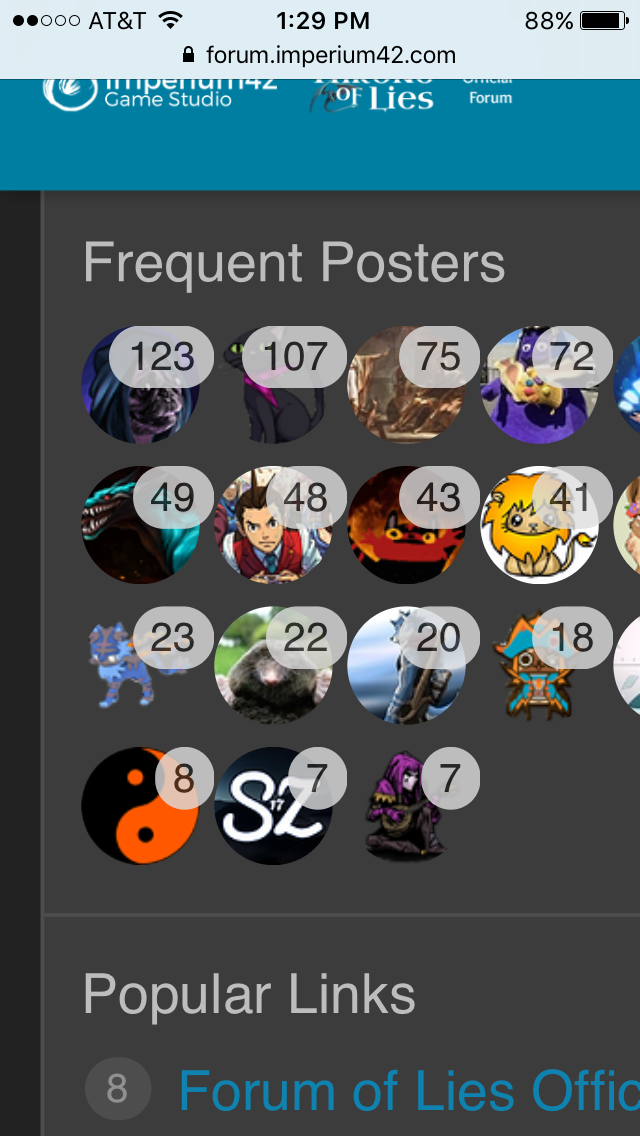 AT&T 1:29 PM 88%
forum.imperium42.com
imperium42
Game Studio
THRONE
OF LIES
Official
Forum
Frequent Posters
123 107 75 72
49 48 43 41
23 22 20 18
8 7 7
SZ
17
Popular Links
8 Forum of Lies Offic